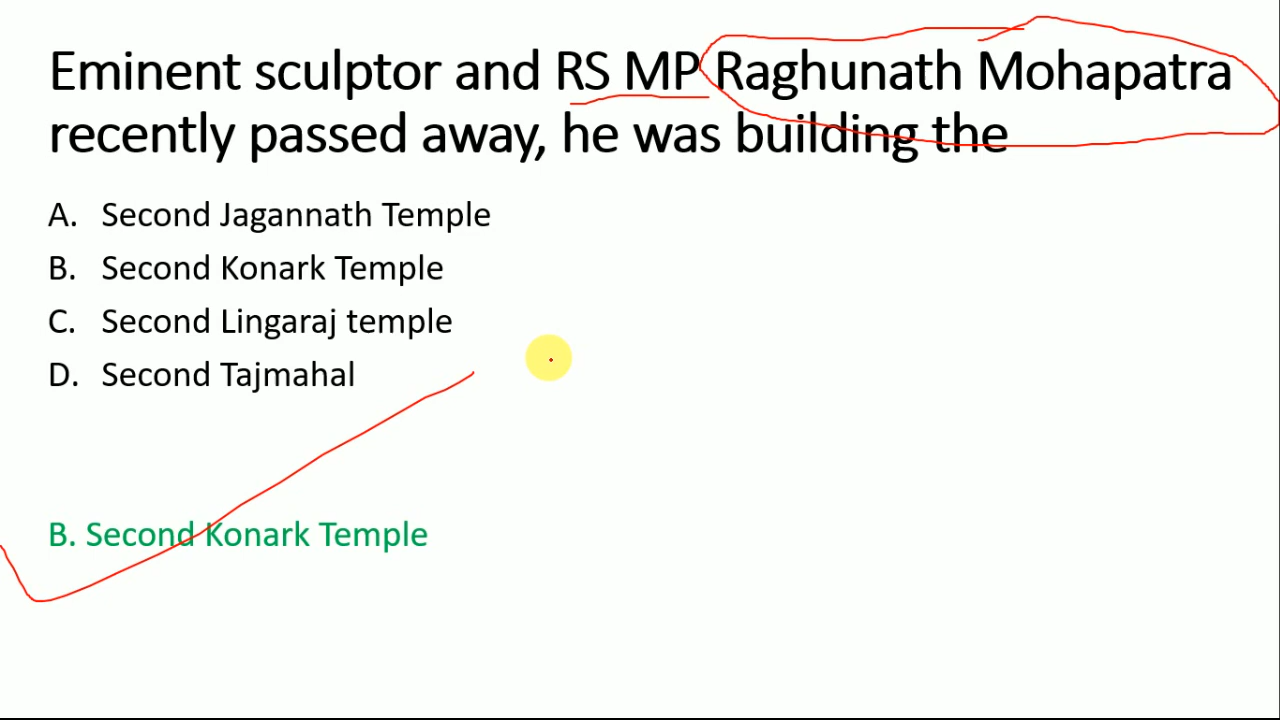 Eminent sculptor and RS MP Raghunath Mohapatra
recently passed away, he was building the
A. Second Jagannath Temple
B. Second Konark Temple
C. Second Lingaraj temple
D. Second Tajmahal
B. Second Konark Temple